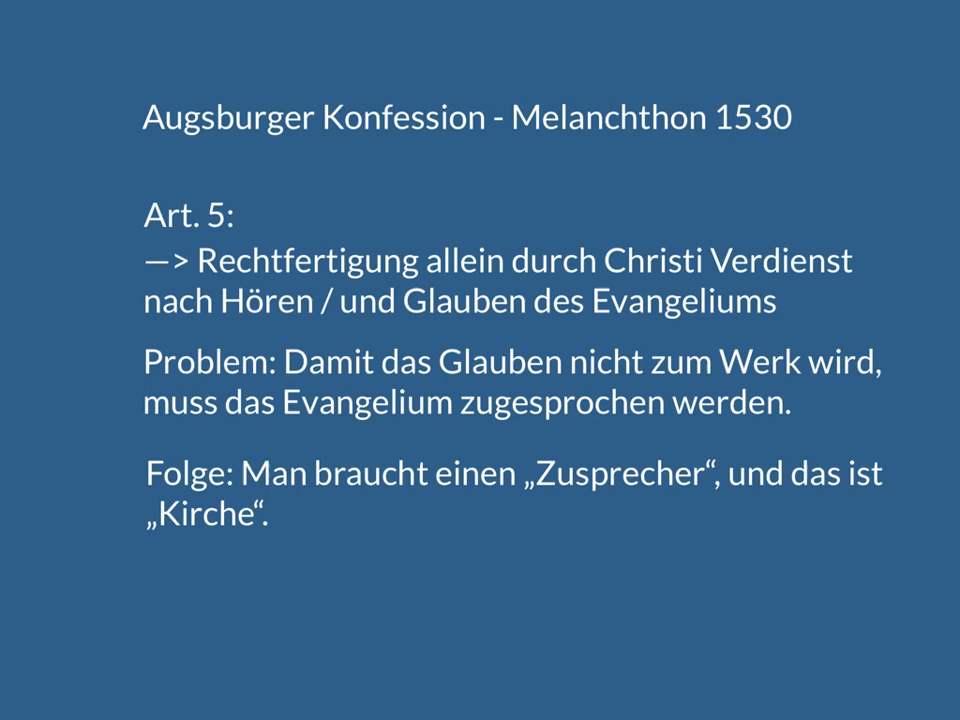 Augsburger Konfession - Melanchthon 1530
Art. 5:
—> Rechtfertigung allein durch Christi Verdienst
nach Hören / und Glauben des Evangeliums
Problem: Damit das Glauben nicht zum Werk wird,
muss das Evangelium zugesprochen werden.
Folge: Man braucht einen „Zusprecher“, und das ist
„Kirche“.